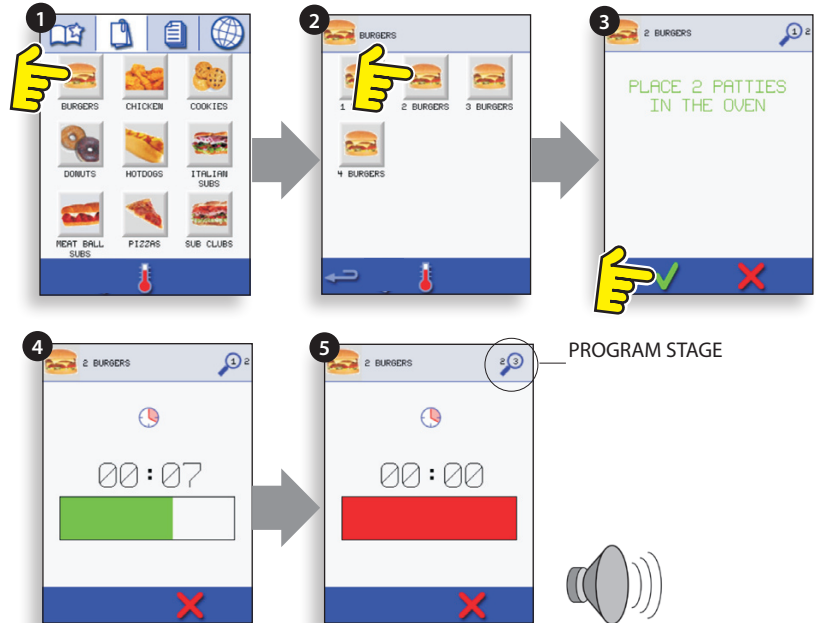 1
BURGERS
CHICKEN
COOKIES
DONUTS
HOTDOGS
ITALIAN
SUBS
MEAT BALL
SUBS
PIZZAS
SUB CLUBS
2
BURGERS
1
2 BURGERS
3 BURGERS
4 BURGERS
3
2 BURGERS
1 2
PLACE 2 PATTIES
IN THE OVEN
4
2 BURGERS
1 2
00:07
5
2 BURGERS
2 3
PROGRAM STAGE
00:00